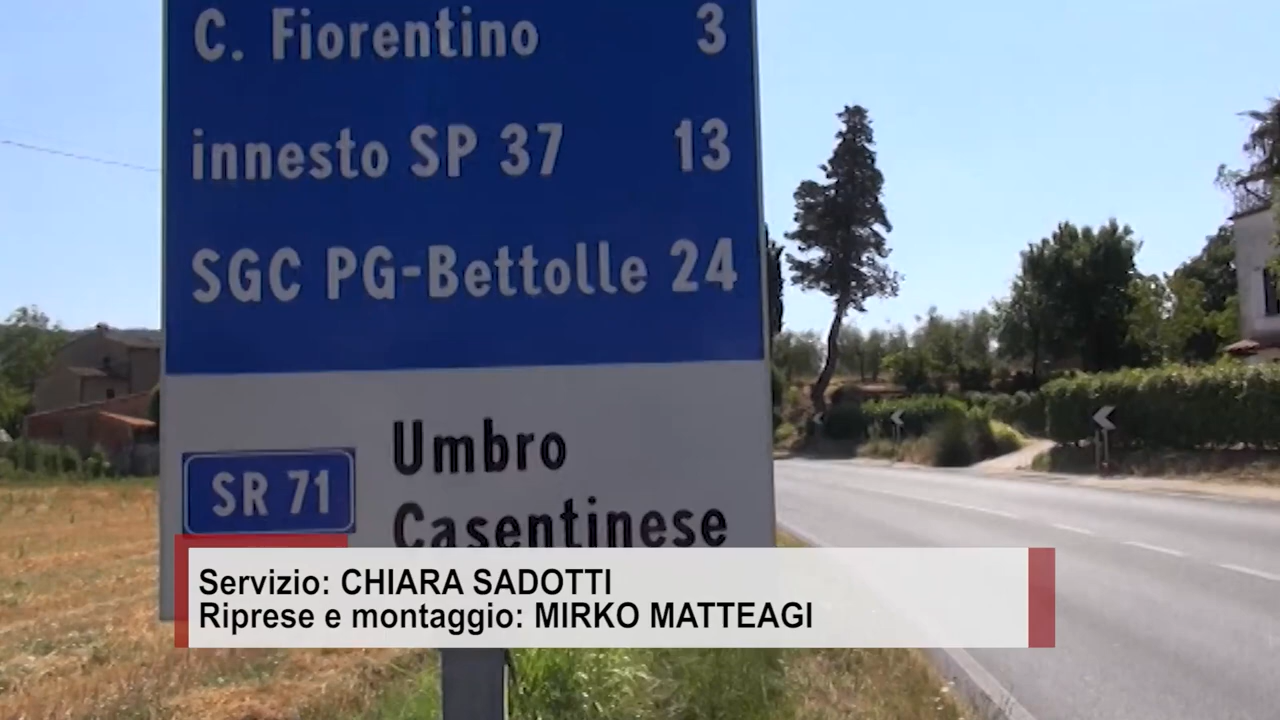 C. Fiorentino 3
innesto SP 37 13
SGC PG-Bettolle 24
SR 71
Umbro
Casentinese
Servizio: CHIARA SADOTTI
Riprese e montaggio: MIRKO MATTEAGI